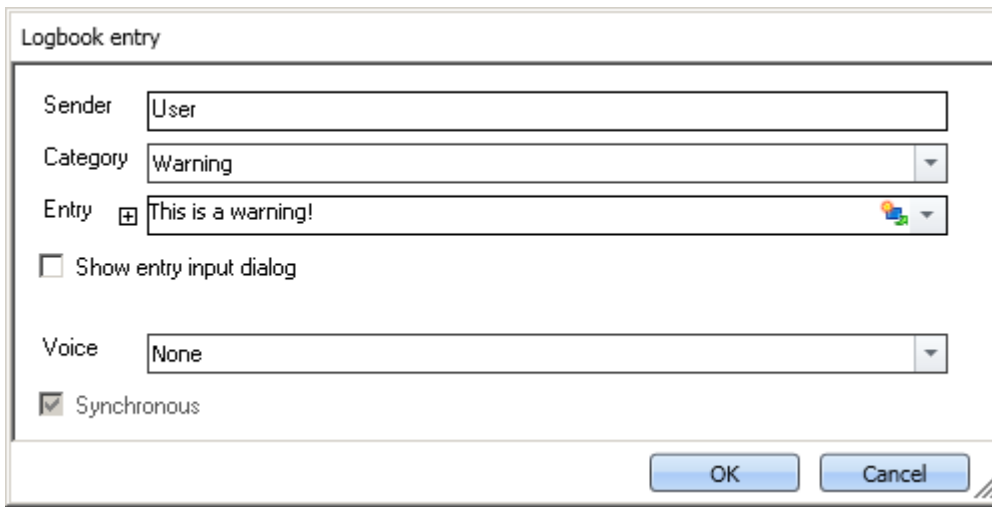 Logbook entry
Sender User
Category Warning
Entry This is a warning!
Show entry input dialog
Voice None
Synchronous
OK Cancel